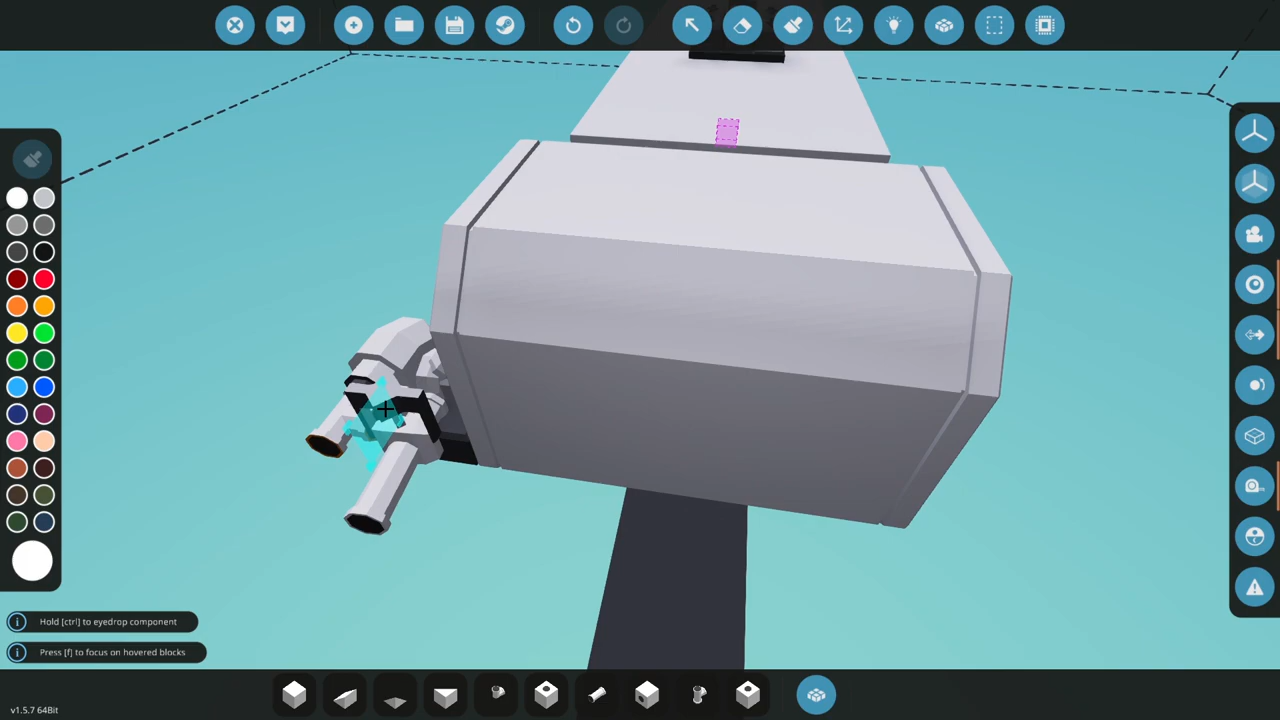 Hold [ctrl] to eyedrop component
Press [f] to focus on hovered blocks
v1.5.7 64Bit